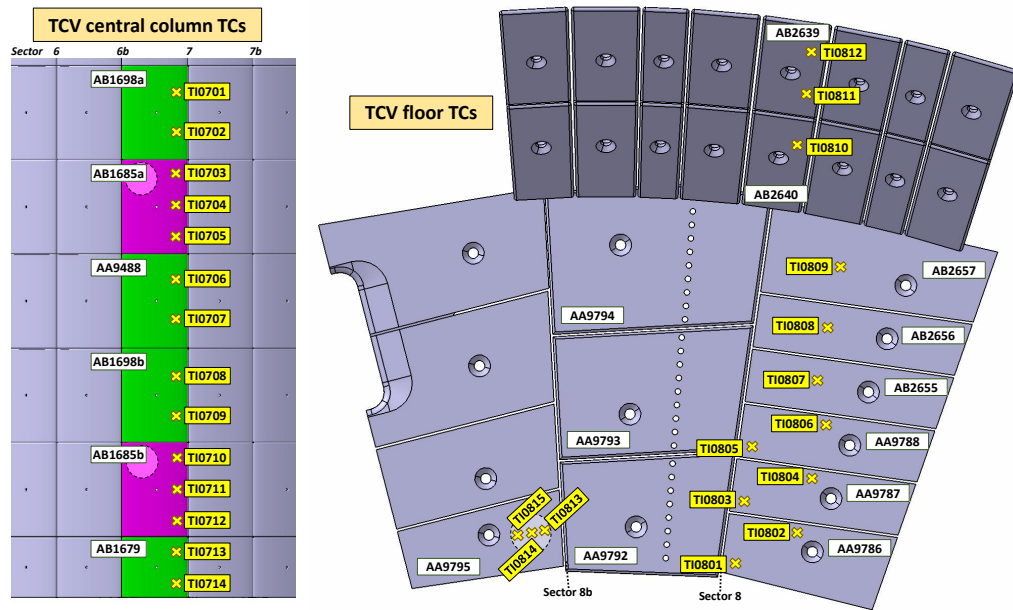 TCV central column TCs
Sector 6 6b 7 7b
AB1698a
TI0701
TI0702
AB1685a
TI0703
TI0704
TI0705
AA9488
TI0706
TI0707
AB1698b
TI0708
TI0709
AB1685b
TI0710
TI0711
TI0712
AB1679
TI0713
TI0714
TCV floor TCs
AB2639
TI0812
TI0811
TI0810
AB2640
TI0809
AB2657
AA9794
TI0808
AB2656
TI0807
AB2655
TI0806
AA9793
TI0805
AA9788
TI0804
TI0803
AA9787
TI0815
TI0813
TI0814
TI0802
AA9792
AA9786
AA9795
TI0801
Sector 8b
Sector 8